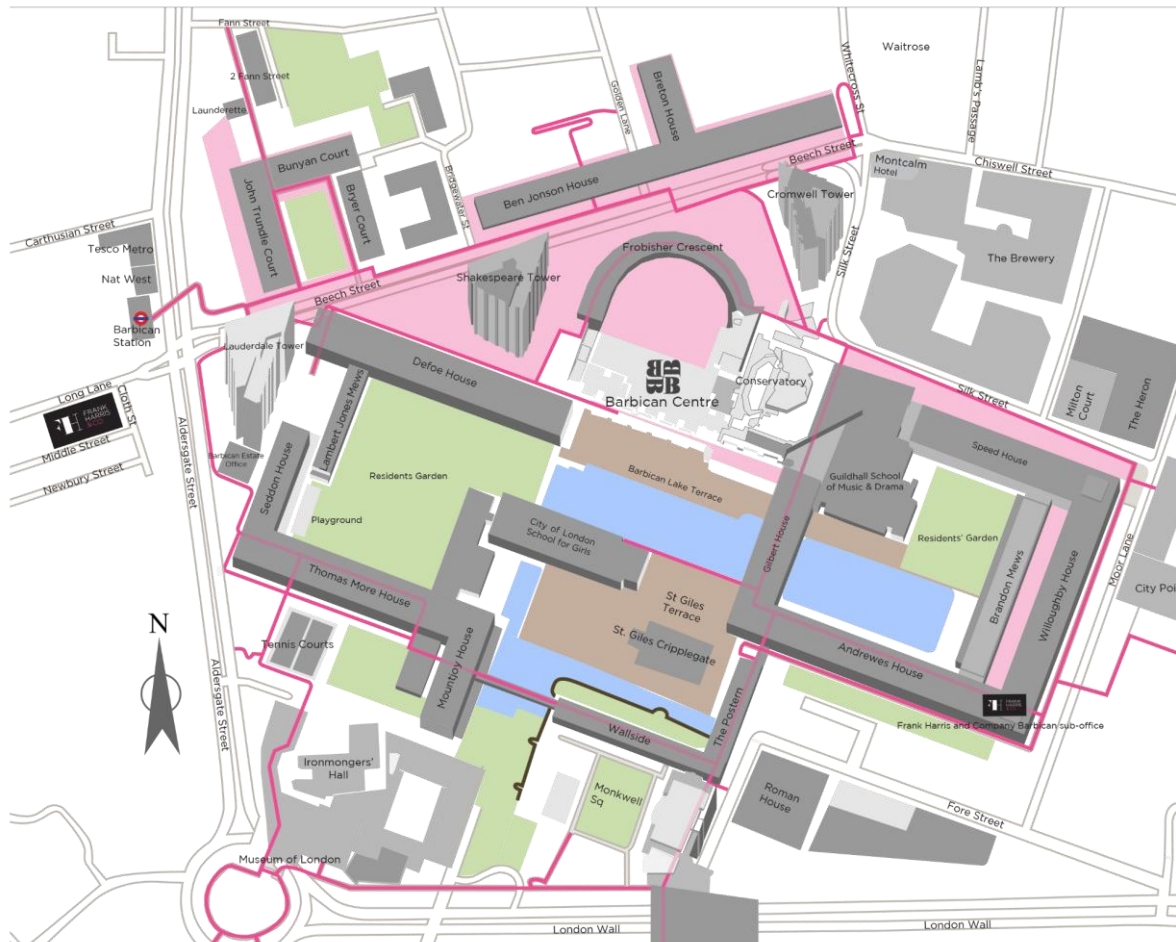 Fann Street
2 Fann Street
Launderette
Bunyan Court
John Trundle Court
Bryer Court
Bridgewater St
Golden Lane
Breton House
Ben Jonson House
Whitecross St
Waitrose
Lamb's Passage
Beech Street
Chiswell Street
Montcalm
Hotel
Cromwell Tower
Silk Street
The Brewery
Carthusian Street
Tesco Metro
Nat West
Barbican
Station
Beech Street
Shakespeare Tower
Frobisher Crescent
Lauderdale Tower
Defoe House
Barbican Centre
Conservatory
Silk Street
Milton
Court
The Heron
Long Lane
Cloth St
FH FRANK
HARRIS
&CO.
Middle Street
Newbury Street
Aldersgate Street
Barbican Estate
Office
Seddon House
Lambert Jones Mews
Residents Garden
Playground
Barbican Lake Terrace
City of London
School for Girls
Gilbert House
Guildhall School
of Music & Drama
Speed House
Residents' Garden
Brandon Mews
Willoughby House
Moor Lane
City Poi
Thomas More House
St Giles
Terrace
St. Giles Cripplegate
Andrewes House
N
Tennis Courts
Mountjoy House
Aldersgate Street
The Postern
Wallside
Frank Harris and Company Barbican sub-office
Ironmongers'
Hall
Monkwell
Sq
Roman
House
Fore Street
Museum of London
London Wall
London Wall